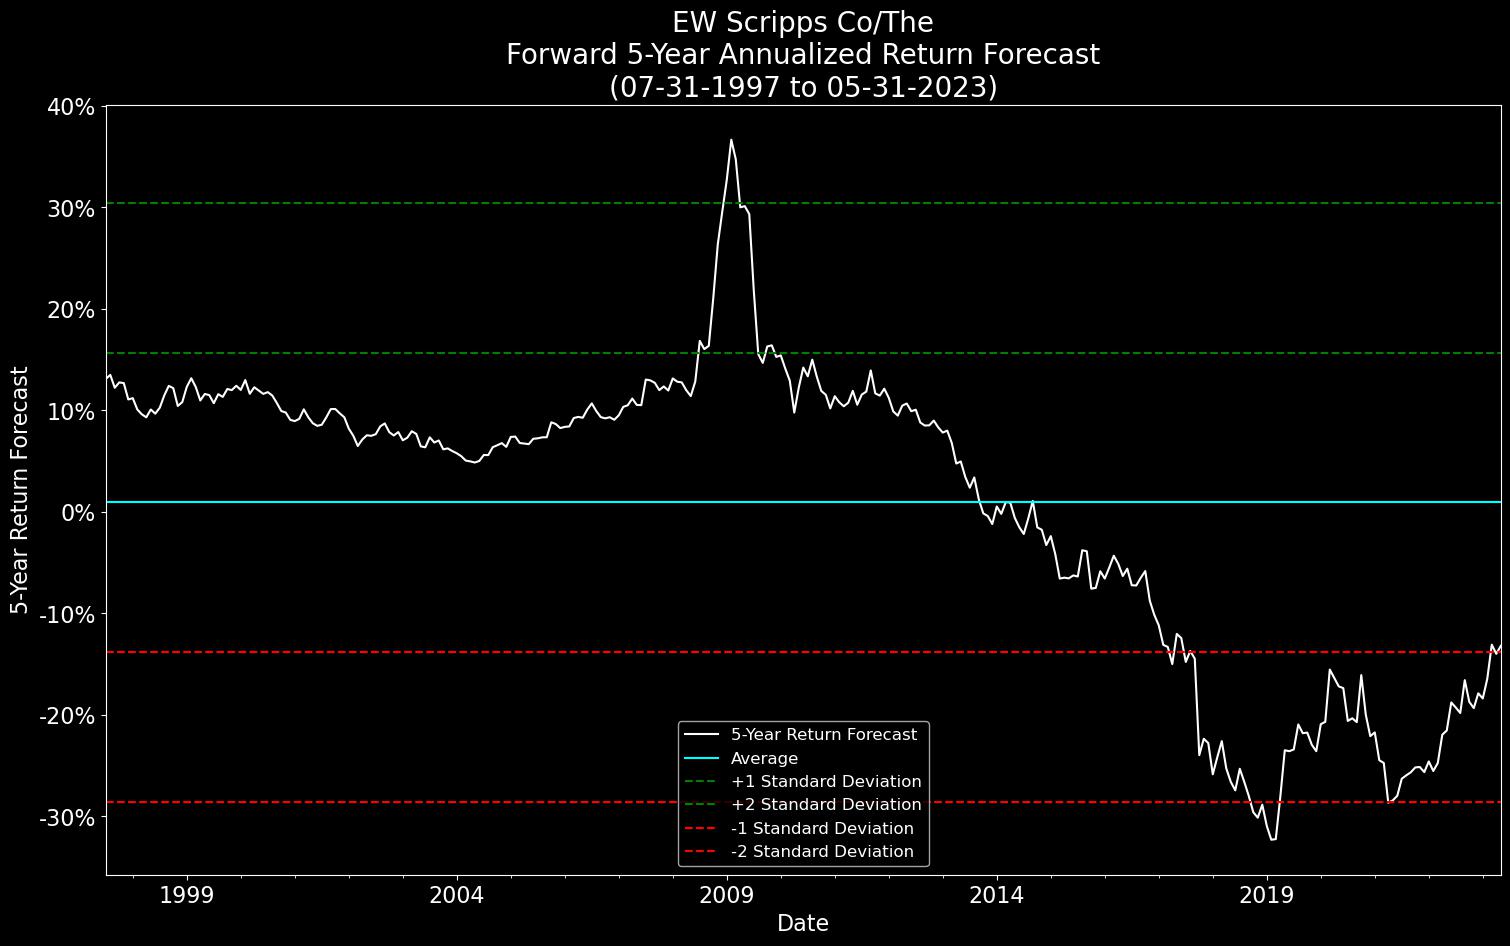 EW Scripps Co/The
Forward 5-Year Annualized Return Forecast
(07-31-1997 to 05-31-2023)
5-Year Return Forecast
40%
30%
20%
10%
0%
-10%
-20%
-30%
5-Year Return Forecast
Average
+1 Standard Deviation
+2 Standard Deviation
-1 Standard Deviation
-2 Standard Deviation
1999 2004 2009 2014 2019
Date